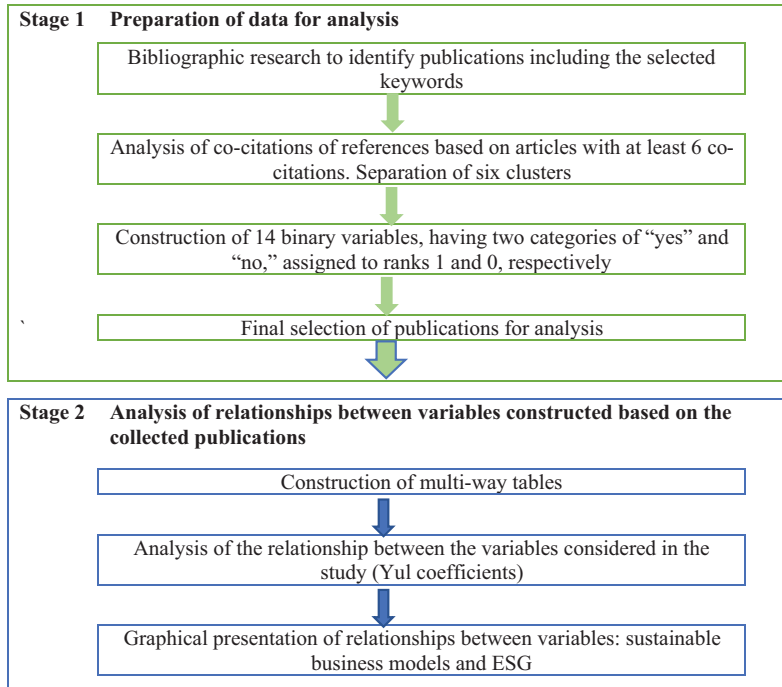 Stage 1 Preparation of data for analysis
Bibliographic research to identify publications including the selected
keywords
Analysis of co-citations of references based on articles with at least 6 co-
citations. Separation of six clusters
Construction of 14 binary variables, having two categories of “yes” and
“no,” assigned to ranks 1 and 0, respectively
`
Final selection of publications for analysis
Stage 2 Analysis of relationships between variables constructed based on the
collected publications
Construction of multi-way tables
Analysis of the relationship between the variables considered in the
study (Yul coefficients)
Graphical presentation of relationships between variables: sustainable
business models and ESG